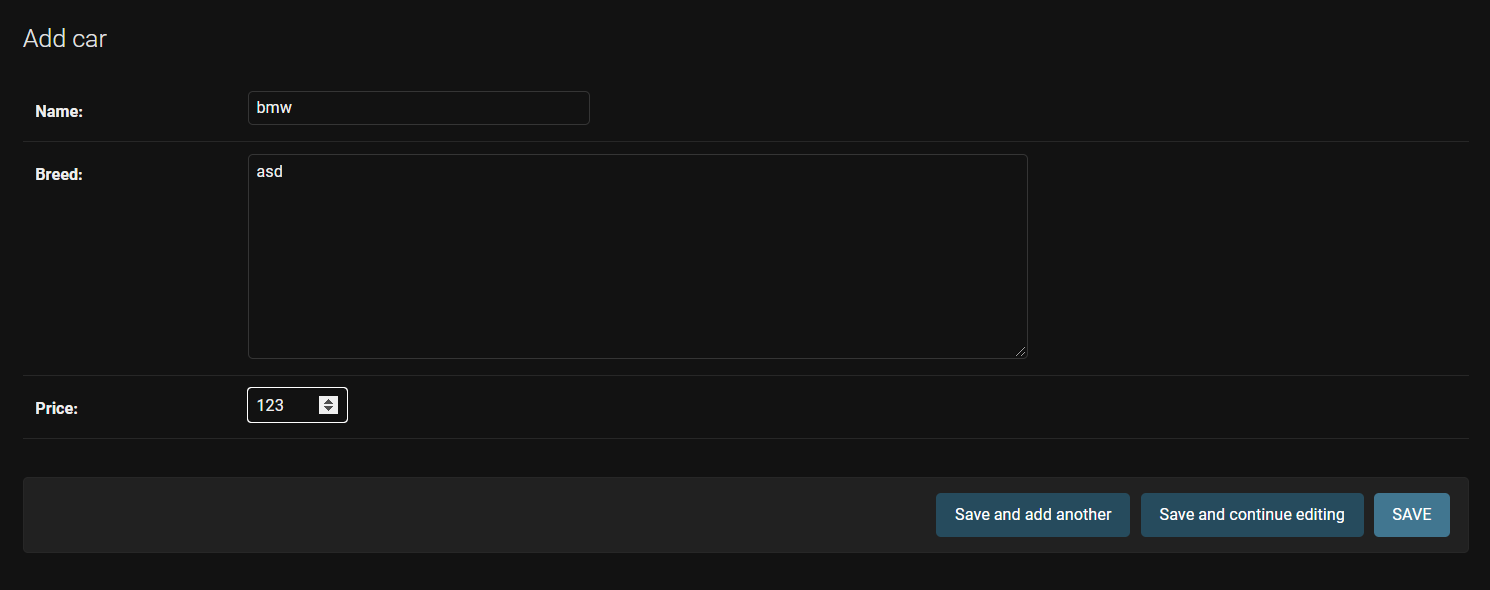 Add car
Name: bmw
Breed: asd
Price: 123
Save and add another Save and continue editing SAVE